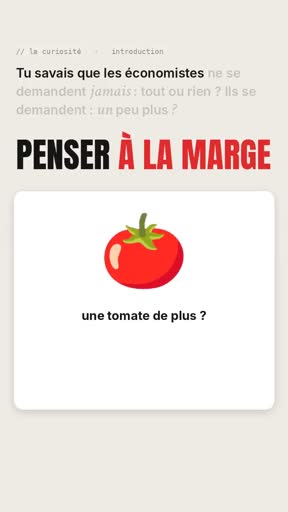 // la curiosité · introduction
Tu savais que les économistes ne se
demandent jamais : tout ou rien ? Ils se
demandent : un peu plus ?
PENSER À LA MARGE
une tomate de plus ?